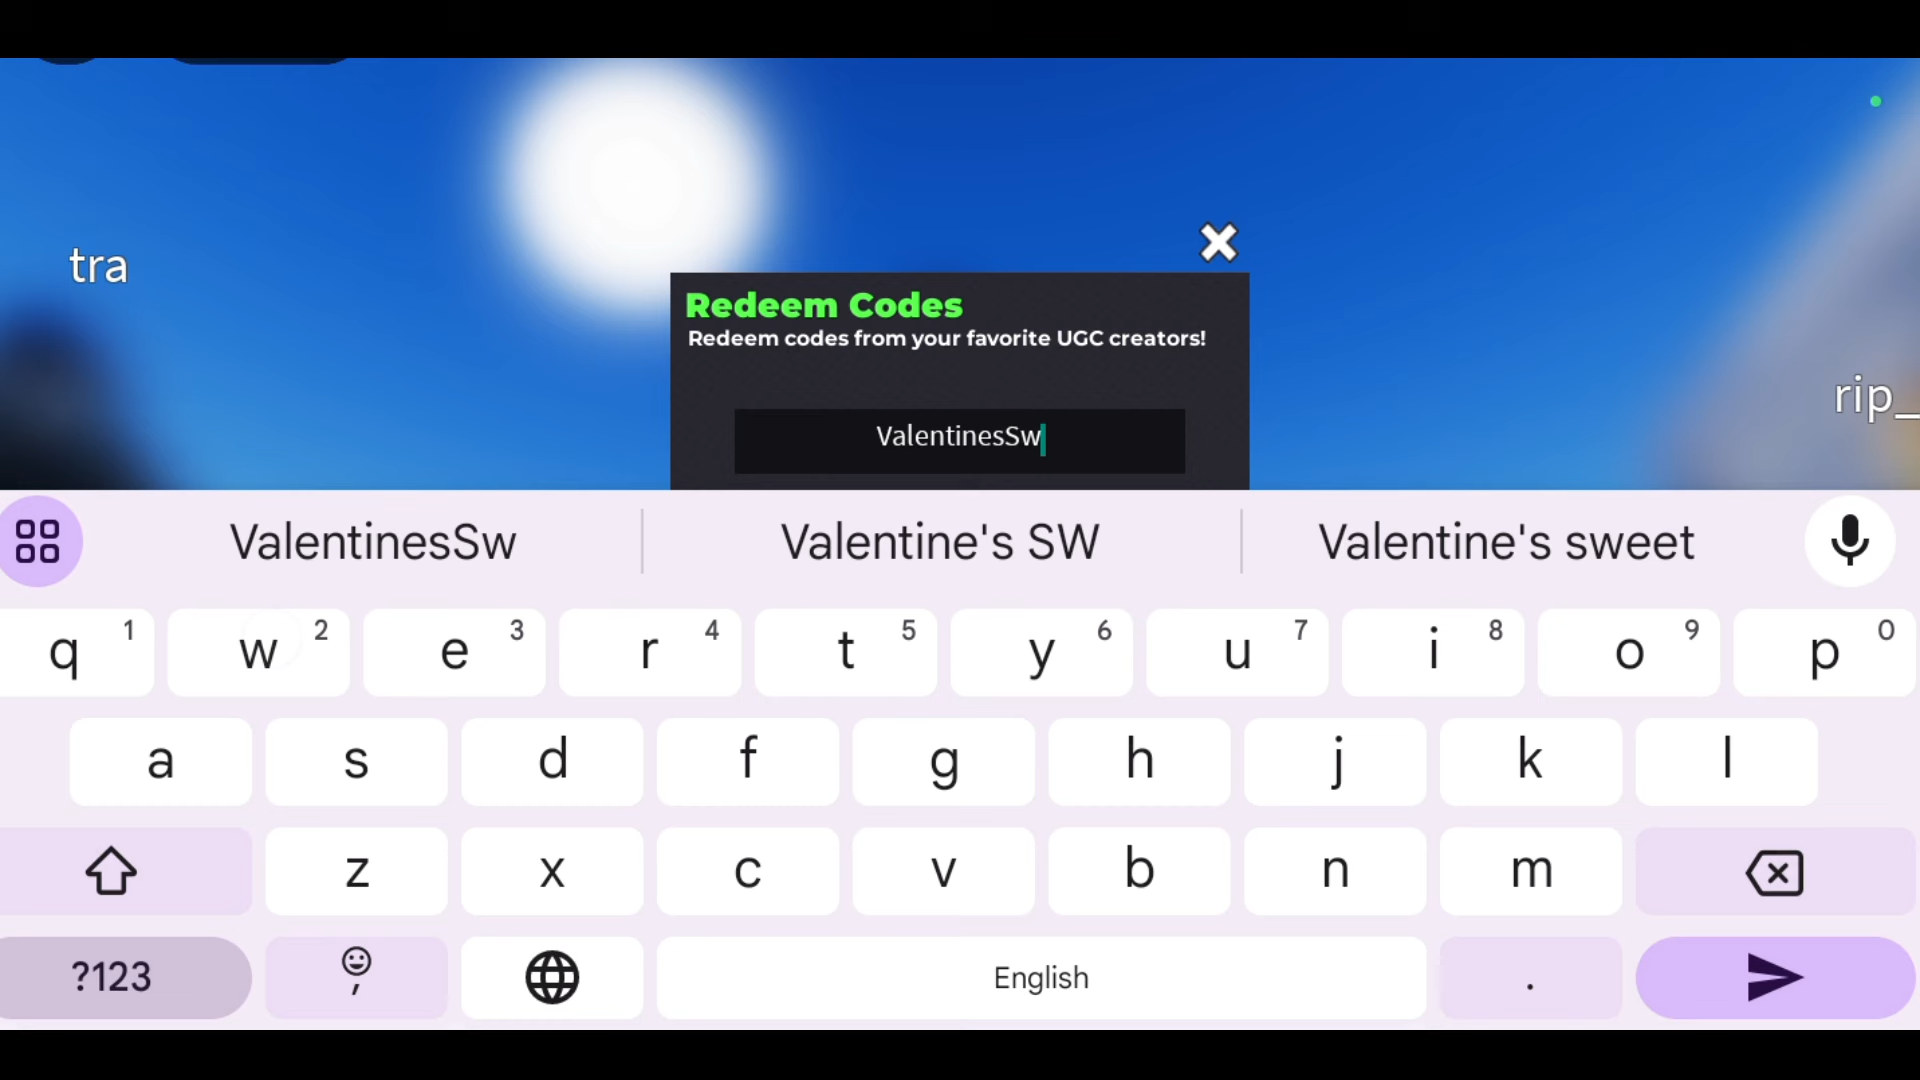 tra
Redeem Codes
Redeem codes from your favorite UGC creators!
rip_
ValentinesSw
ValentinesSw Valentine's SW Valentine's sweet
q 1 w 2 e 3 r 4 t 5 y 6 u 7 i 8 o 9 p 0
a s d f g h j k l
z x c v b n m
?123 , English .